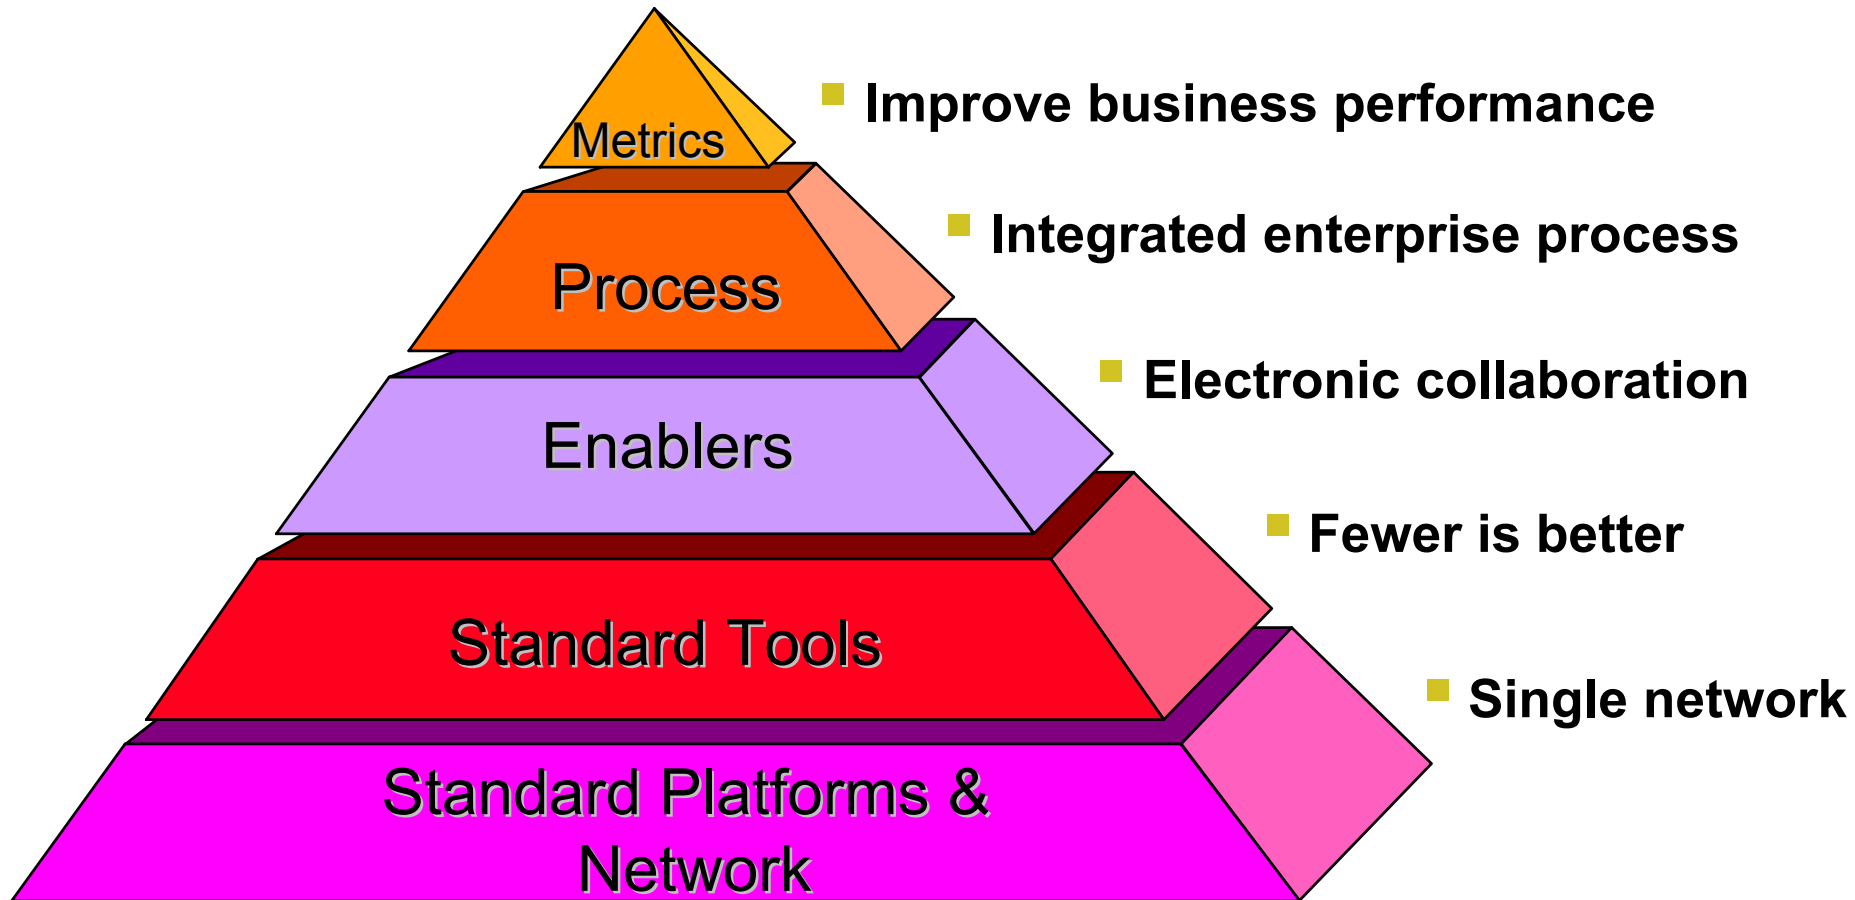 Metrics
Improve business performance
Process
Integrated enterprise process
Enablers
Electronic collaboration
Standard Tools
Fewer is better
Standard Platforms &
Network
Single network